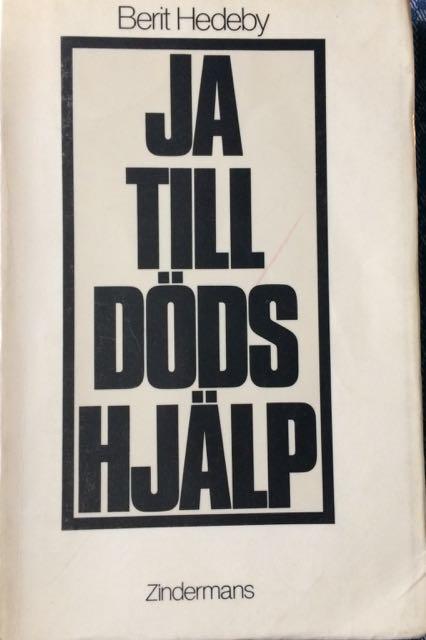 Berit Hedeby
JA
TILL
DÖDS
HJÄLP
Zindermans